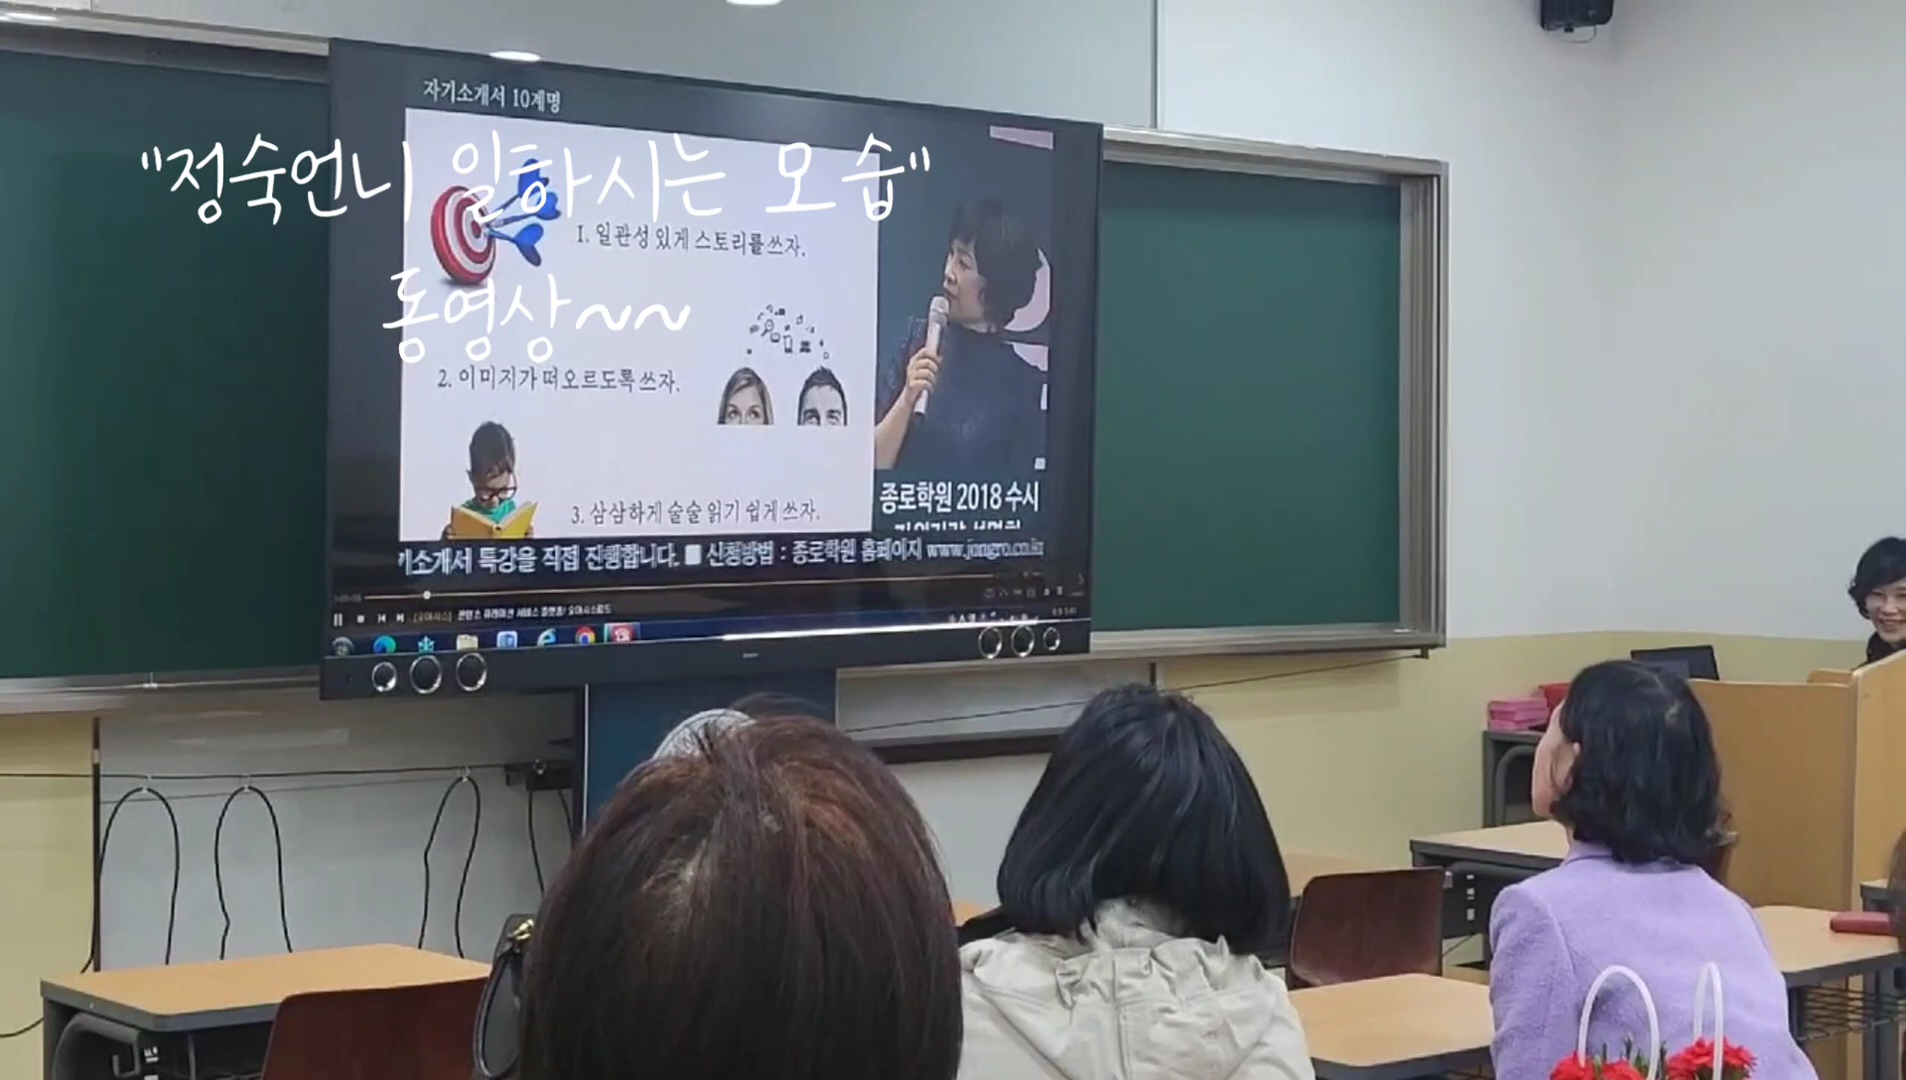 자기소개서 10계명
"정숙언니 일하시는 모습"
1. 일관성 있게 스토리를 쓰자.
동영상~~
2. 이미지가 떠오르도록 쓰자.
종로학원 2018 수시
3. 삼삼하게 술술 읽기 쉽게 쓰자.
기소개서 특강을 직접 진행합니다. ■ 신청방법 : 종로학원 홈페이지 www.jongro.co.kr